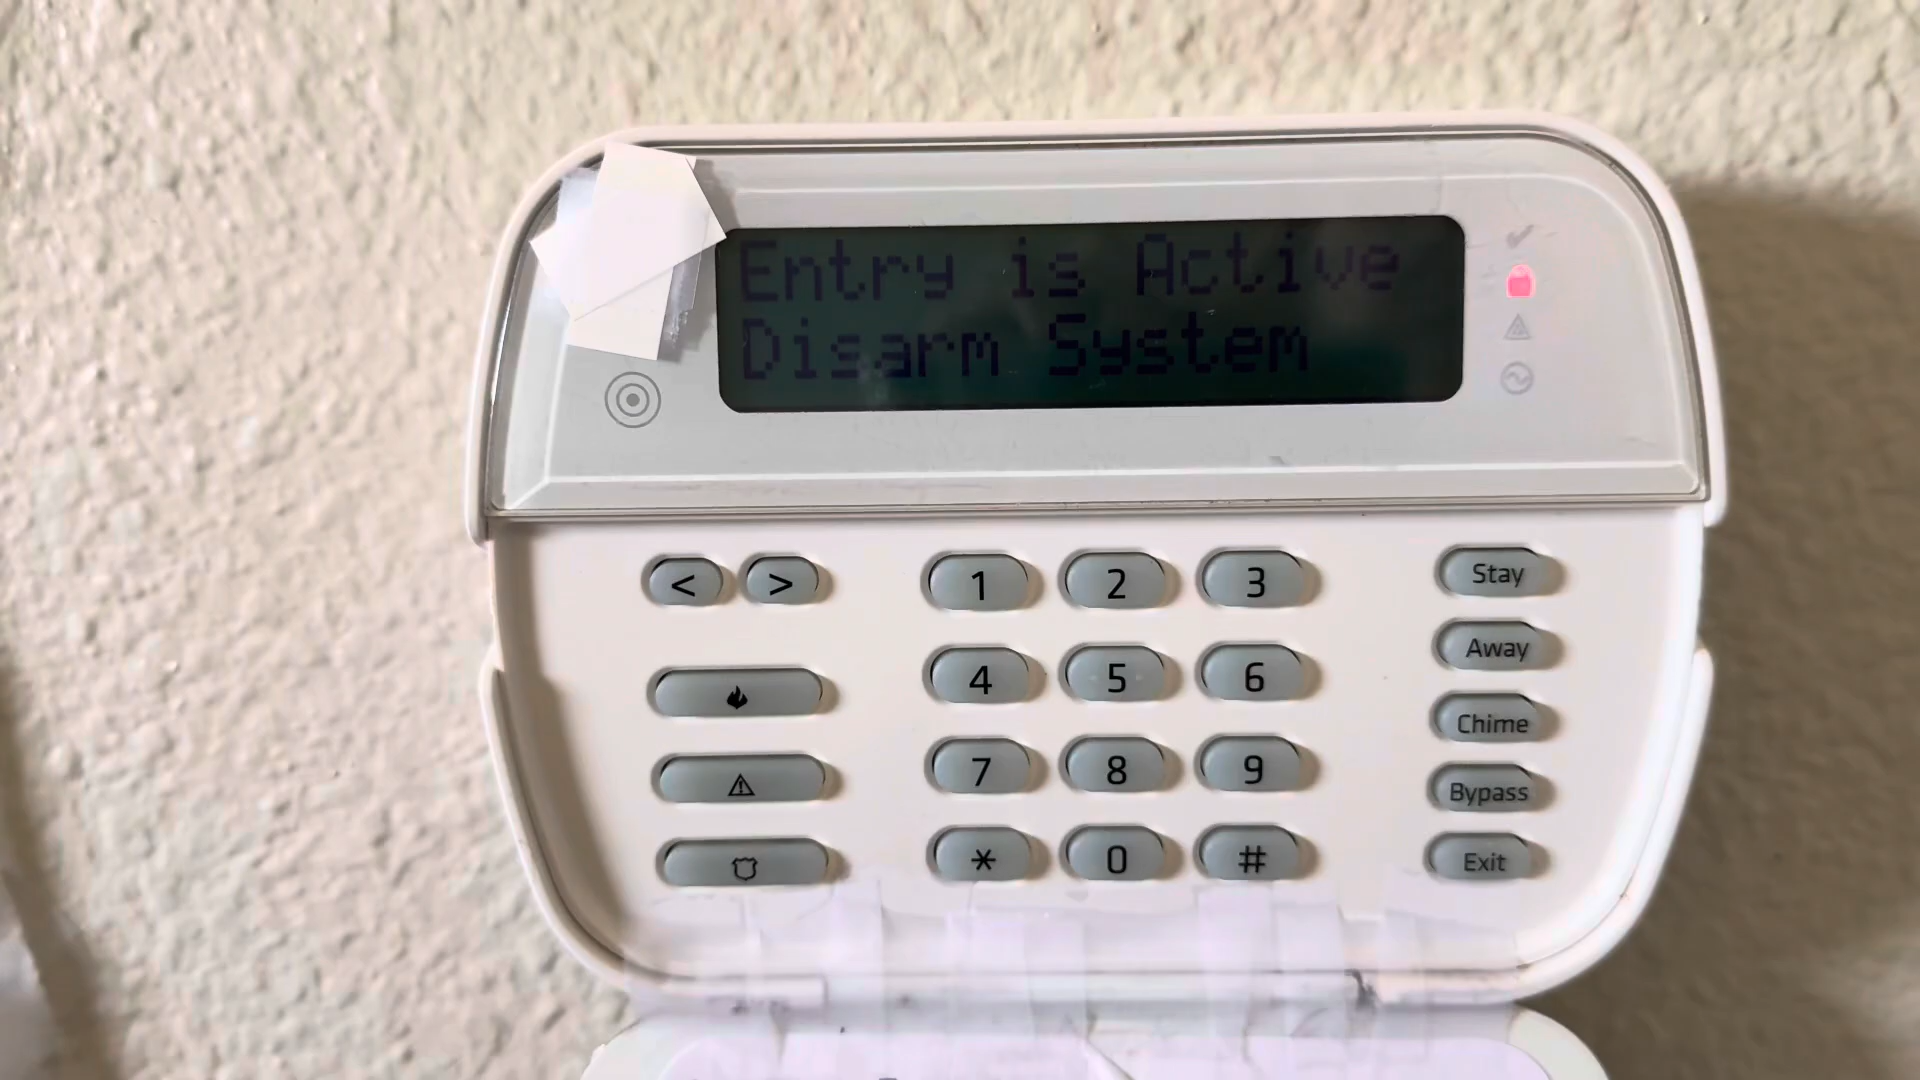 Entry is Active
Disarm System
< > 1 2 3 Stay
4 5 6 Away
7 8 9 Chime
Bypass
* 0 # Exit